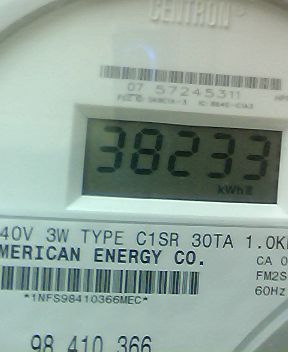 CENTRON®
07 57245311
38233
kWh
40V 3W TYPE C1SR 30TA 1.0K
MERICAN ENERGY CO.
CA 0
FM2S
*1NFS98410366MEC*
60Hz
98 410 366